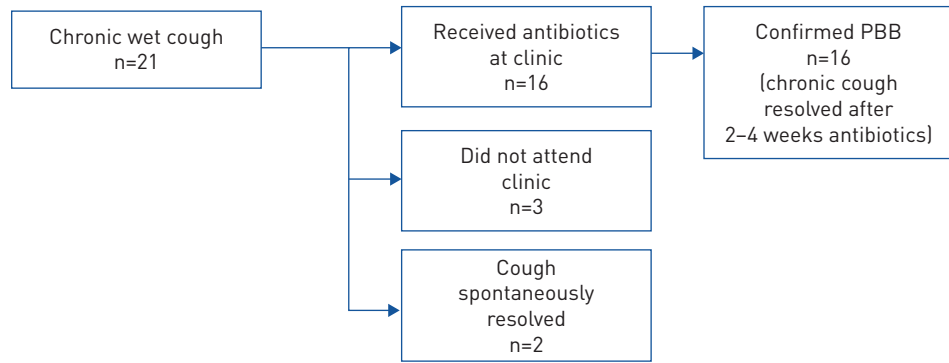 Chronic wet cough
n=21
Received antibiotics
at clinic
n=16
Confirmed PBB
n=16
(chronic cough
resolved after
2–4 weeks antibiotics)
Did not attend
clinic
n=3
Cough
spontaneously
resolved
n=2